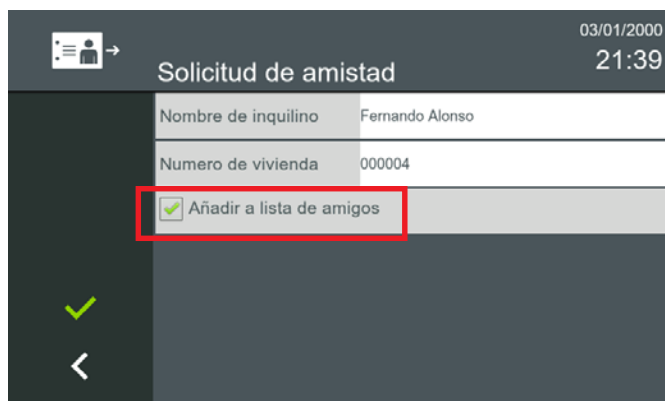 03/01/2000
21:39
Solicitud de amistad
Nombre de inquilino Fernando Alonso
Numero de vivienda 000004
Añadir a lista de amigos